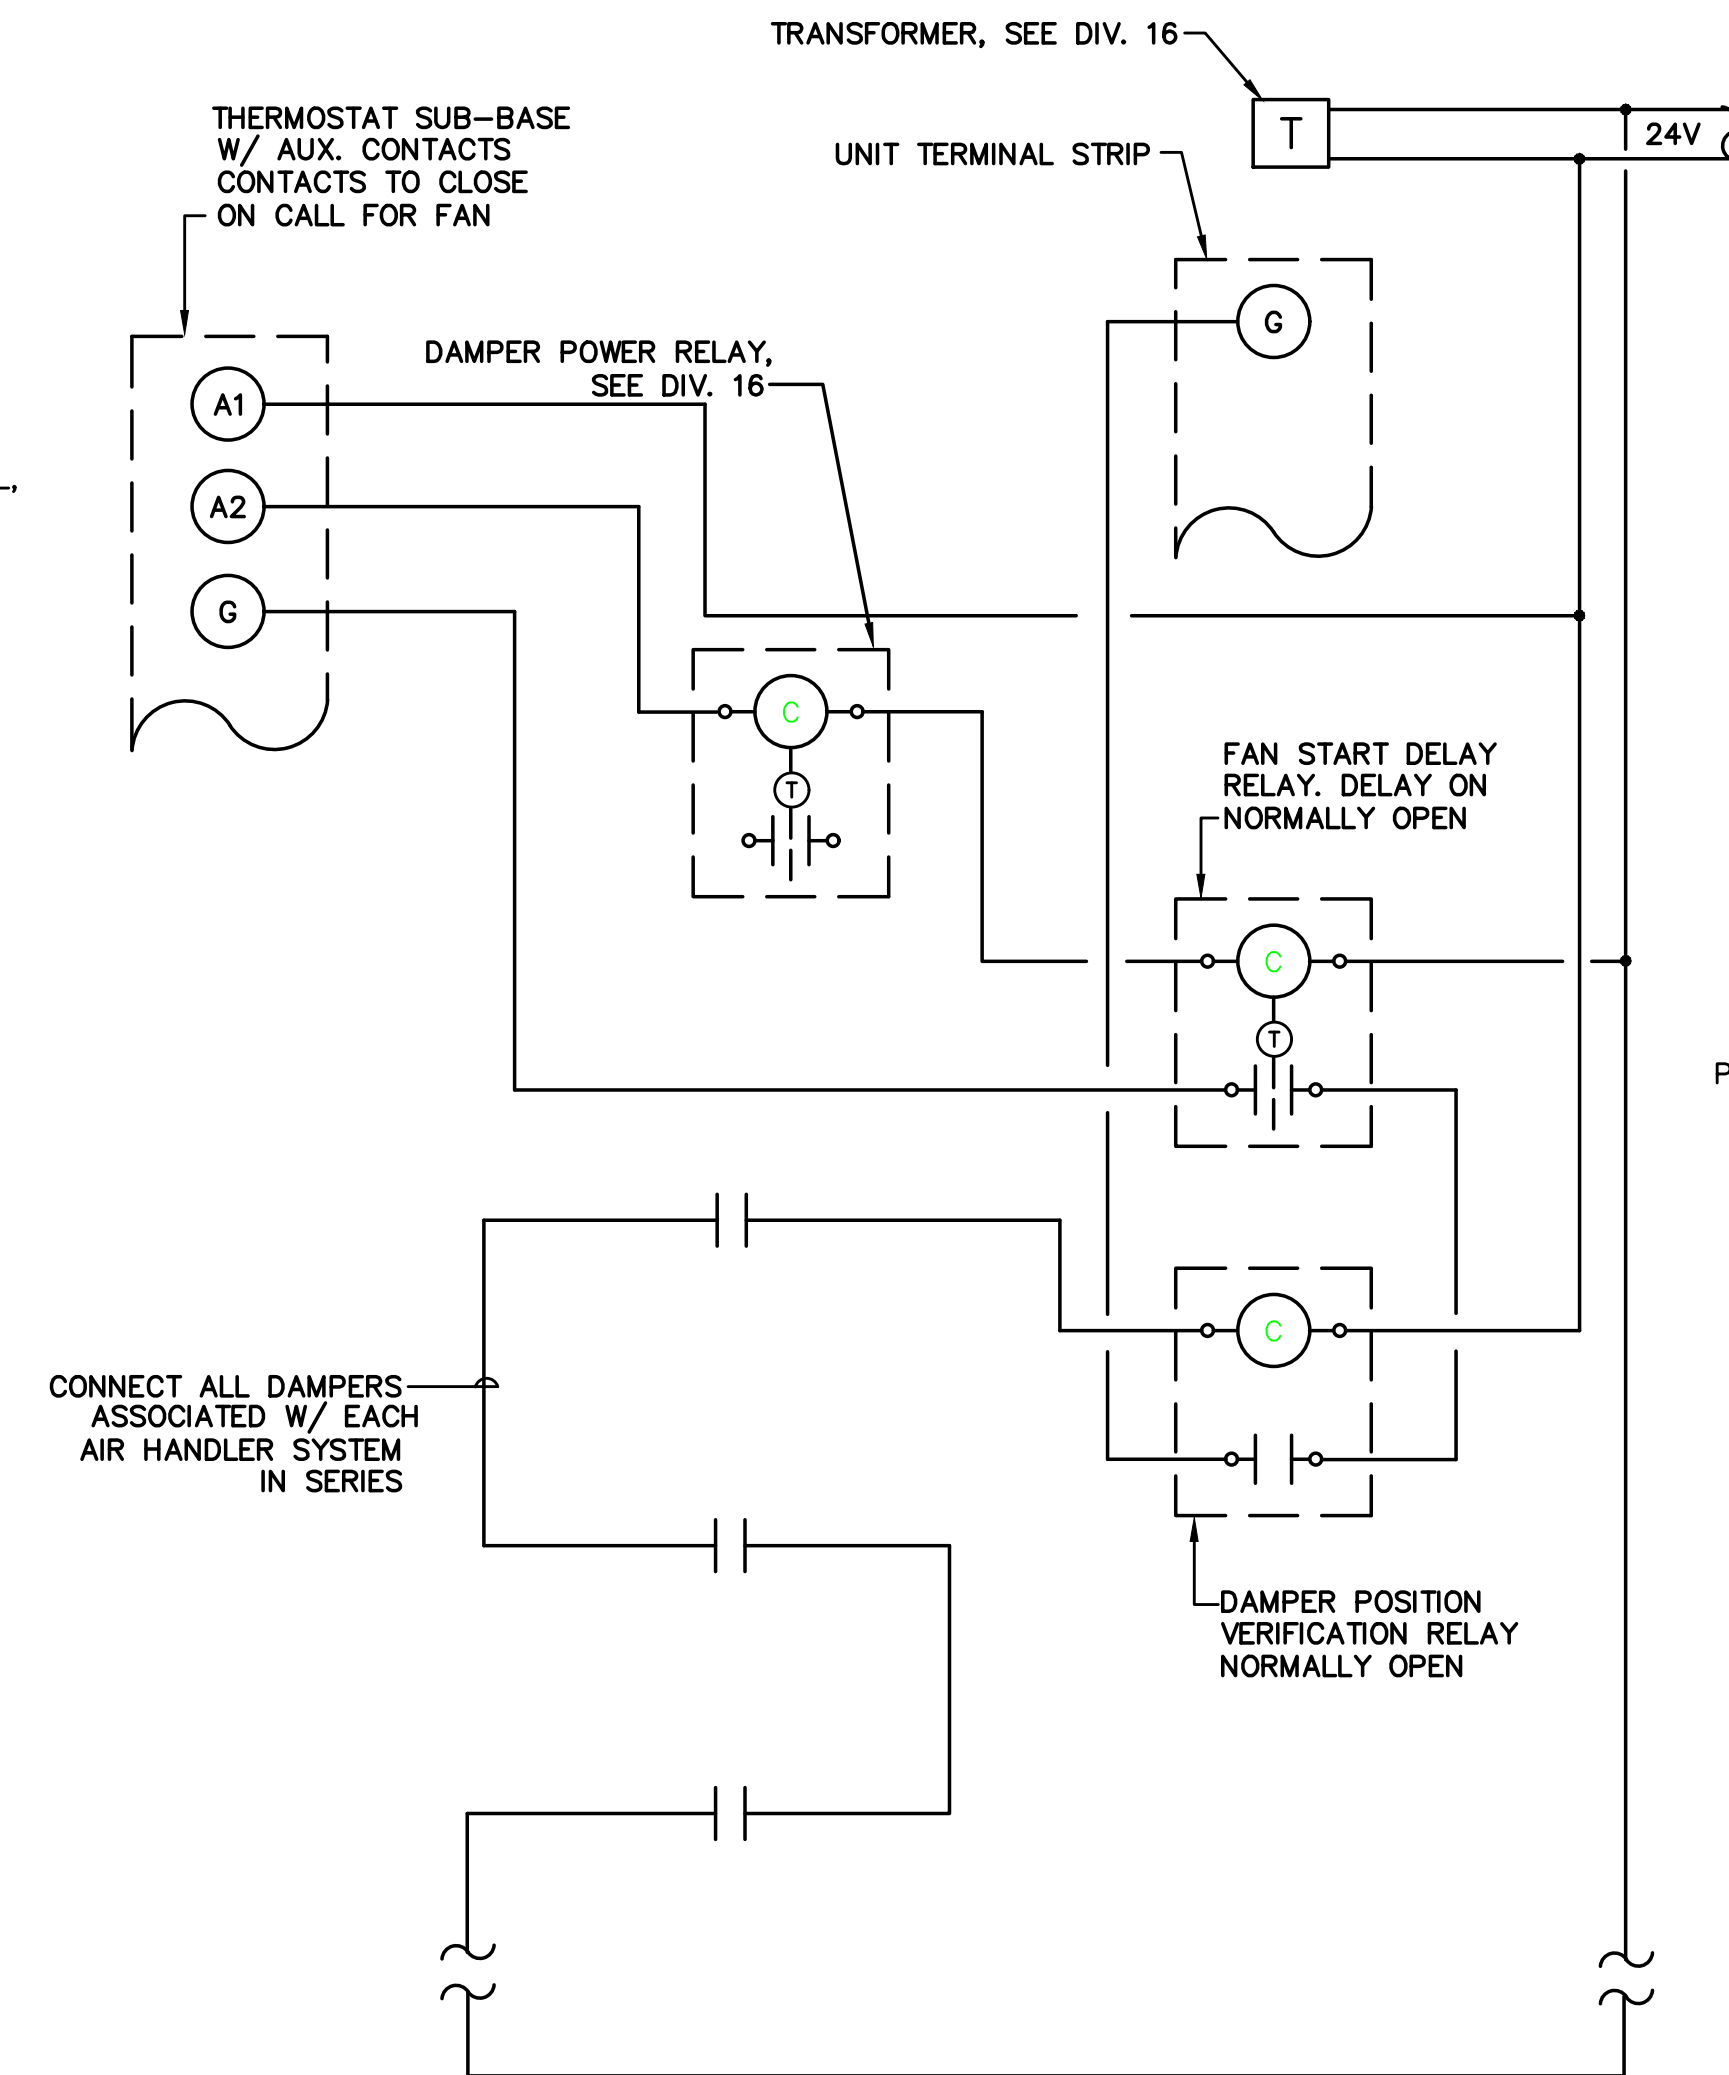 TRANSFORMER, SEE DIV. 16
THERMOSTAT SUB-BASE
W/ AUX. CONTACTS
CONTACTS TO CLOSE
ON CALL FOR FAN
T
24V
UNIT TERMINAL STRIP
G
DAMPER POWER RELAY,
SEE DIV. 16
A1
A2
G
C
T
FAN START DELAY
RELAY. DELAY ON
NORMALLY OPEN
C
T
P
C
CONNECT ALL DAMPERS
ASSOCIATED W/ EACH
AIR HANDLER SYSTEM
IN SERIES
DAMPER POSITION
VERIFICATION RELAY
NORMALLY OPEN